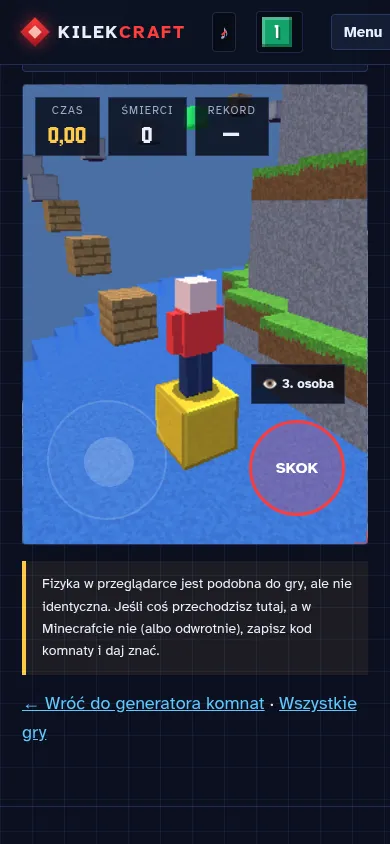 KILEKCRAFT
1
Menu
CZAS
0,00
ŚMIERCI
0
REKORD
—
3. osoba
SKOK
Fizyka w przeglądarce jest podobna do gry, ale nie
identyczna. Jeśli coś przechodzisz tutaj, a w
Minecrafcie nie (albo odwrotnie), zapisz kod
komnaty i daj znać.
← Wróć do generatora komnat · Wszystkie
gry